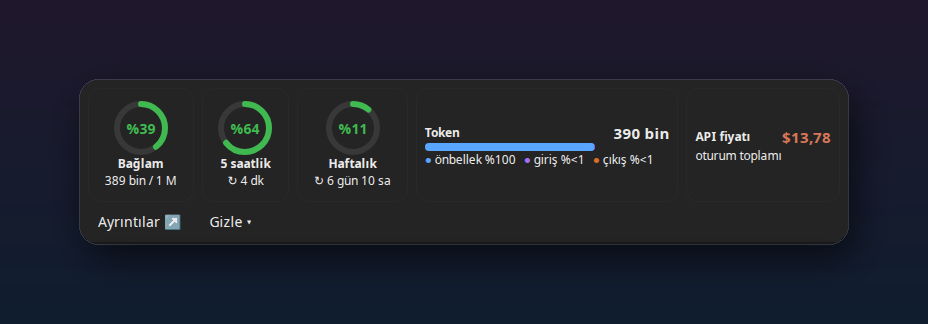 %39
Bağlam
389 bin / 1 M
%64
5 saatlik
↻ 4 dk
%11
Haftalık
↻ 6 gün 10 sa
Token 390 bin
● önbellek %100 ● giriş %<1 ● çıkış %<1
API fiyatı $13,78
oturum toplamı
Ayrıntılar ↗ Gizle ▾